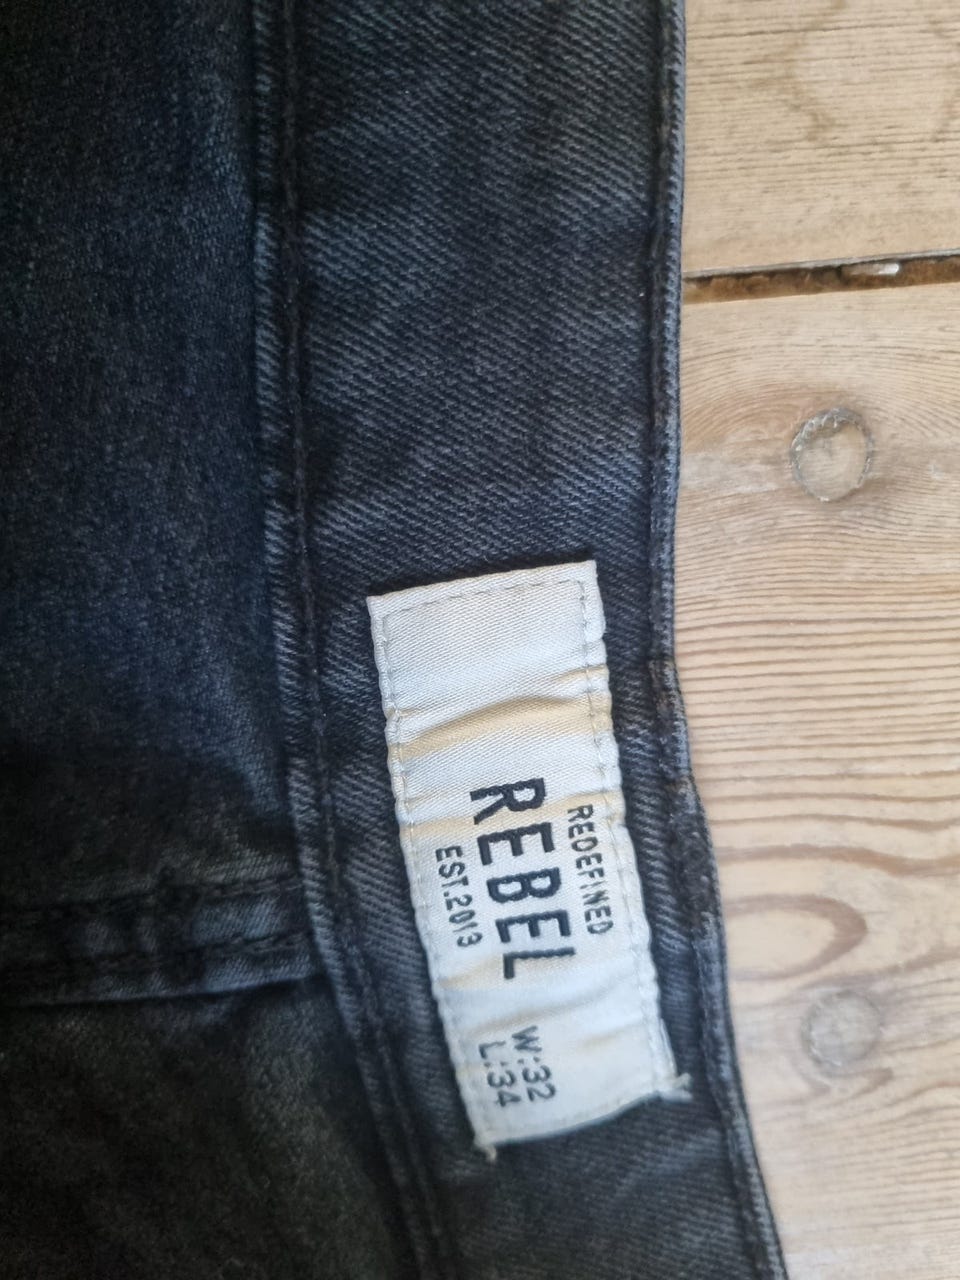 REDEFINED
REBEL
EST.2013
W:32
L:34